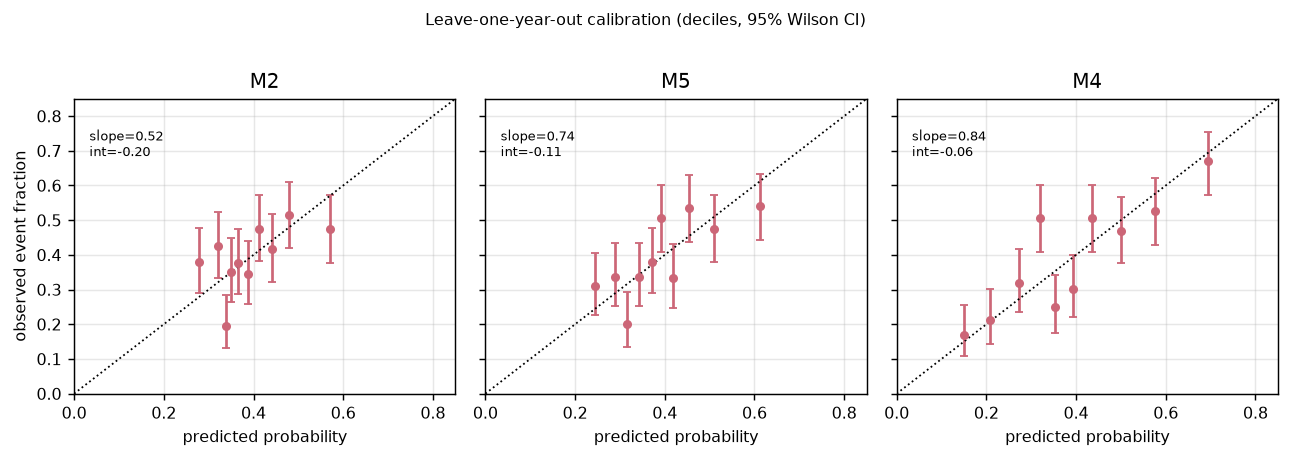 Leave-one-year-out calibration (deciles, 95% Wilson CI)
M2
M5
M4
slope=0.52
int=-0.20
slope=0.74
int=-0.11
slope=0.84
int=-0.06
observed event fraction
0.8
0.7
0.6
0.5
0.4
0.3
0.2
0.1
0.0
0.0 0.2 0.4 0.6 0.8
0.0 0.2 0.4 0.6 0.8
0.0 0.2 0.4 0.6 0.8
predicted probability
predicted probability
predicted probability